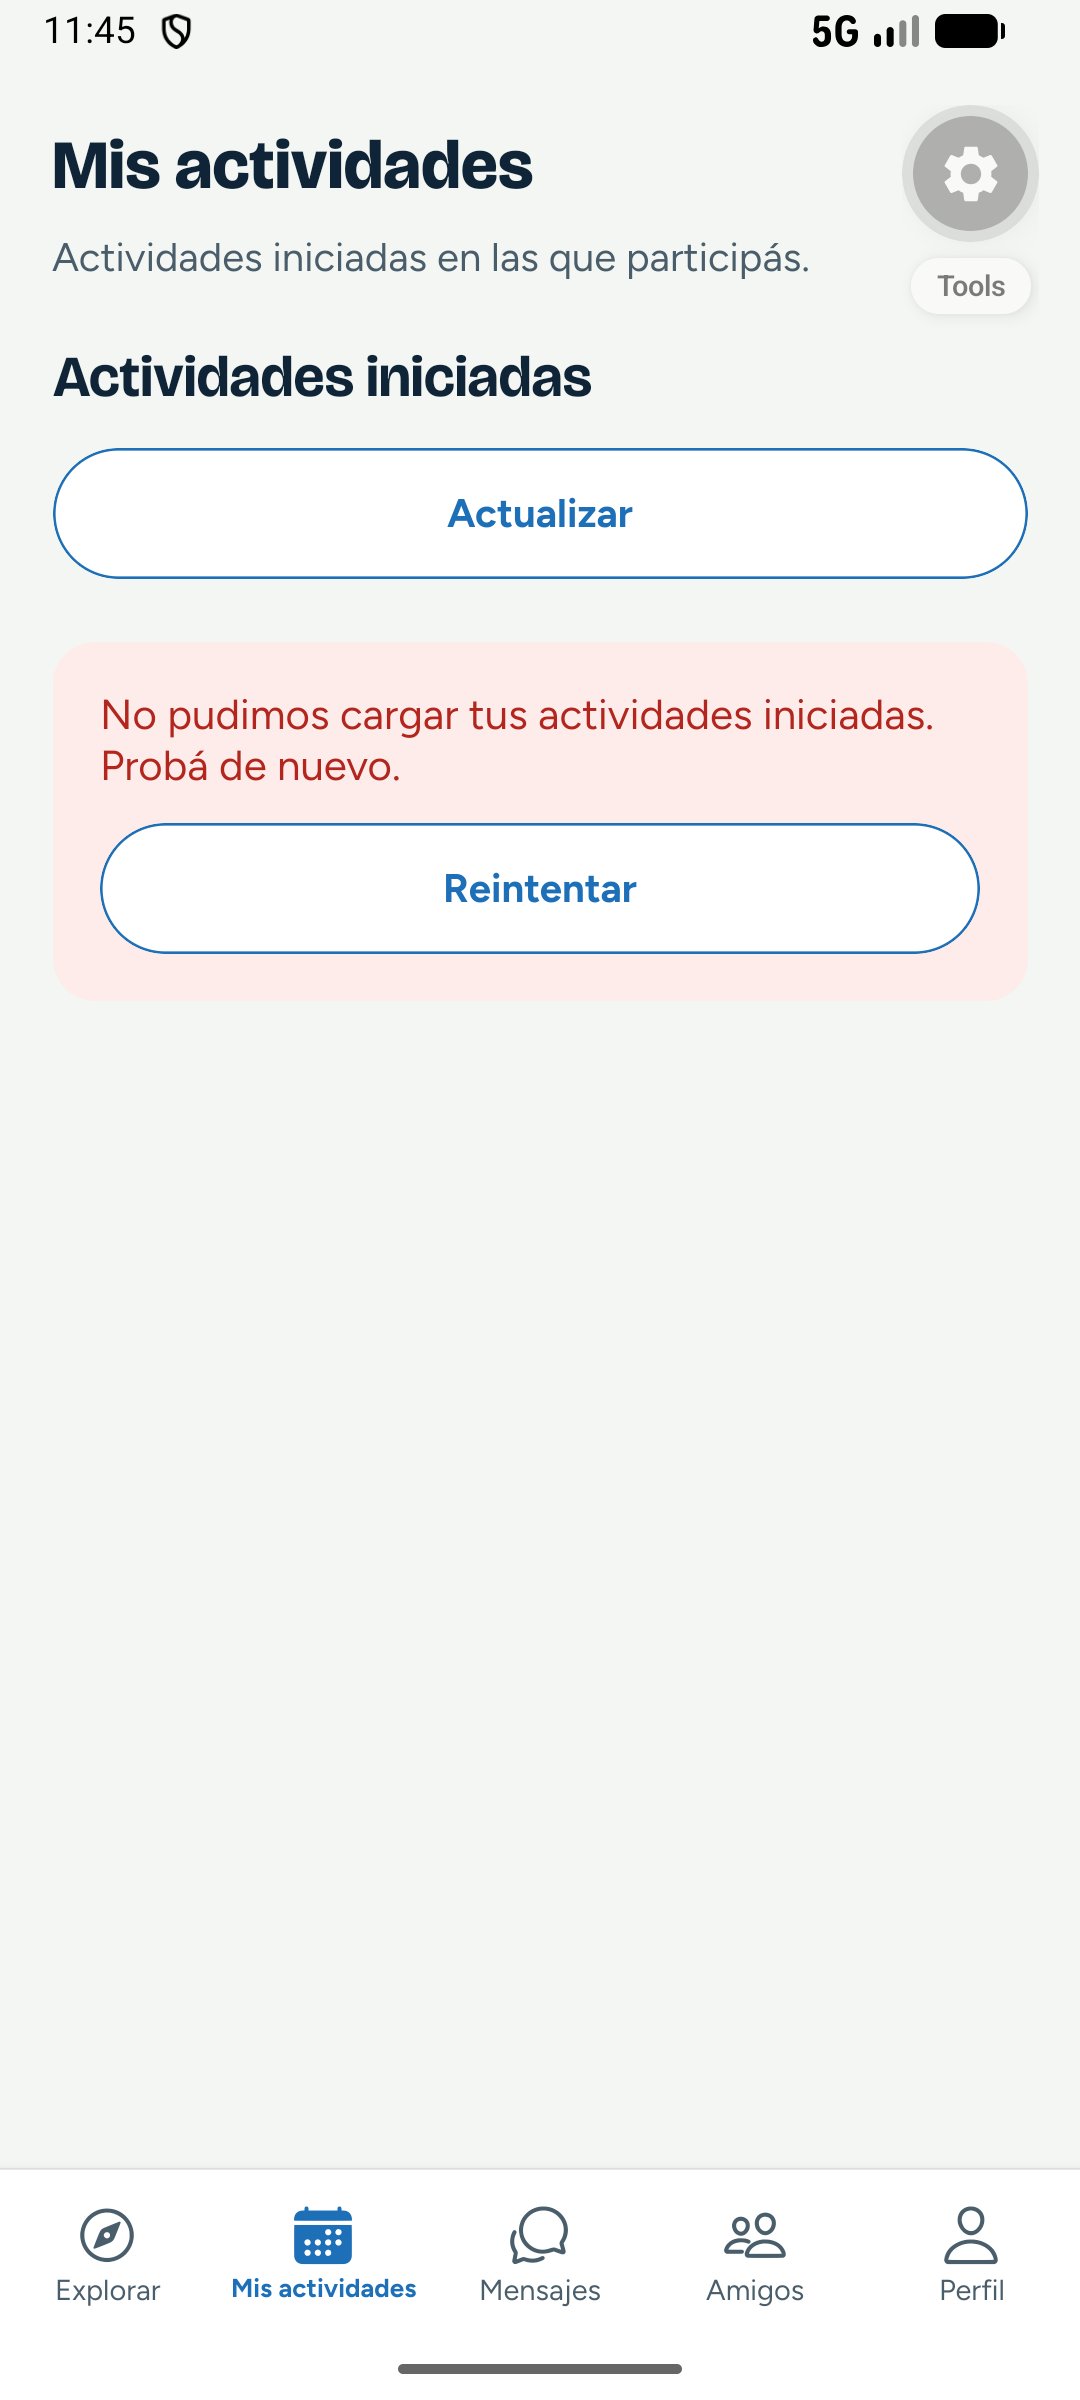 11:45
5G
Mis actividades
Actividades iniciadas en las que participás.
Tools
Actividades iniciadas
Actualizar
No pudimos cargar tus actividades iniciadas.
Probá de nuevo.
Reintentar
Explorar
Mis actividades
Mensajes
Amigos
Perfil